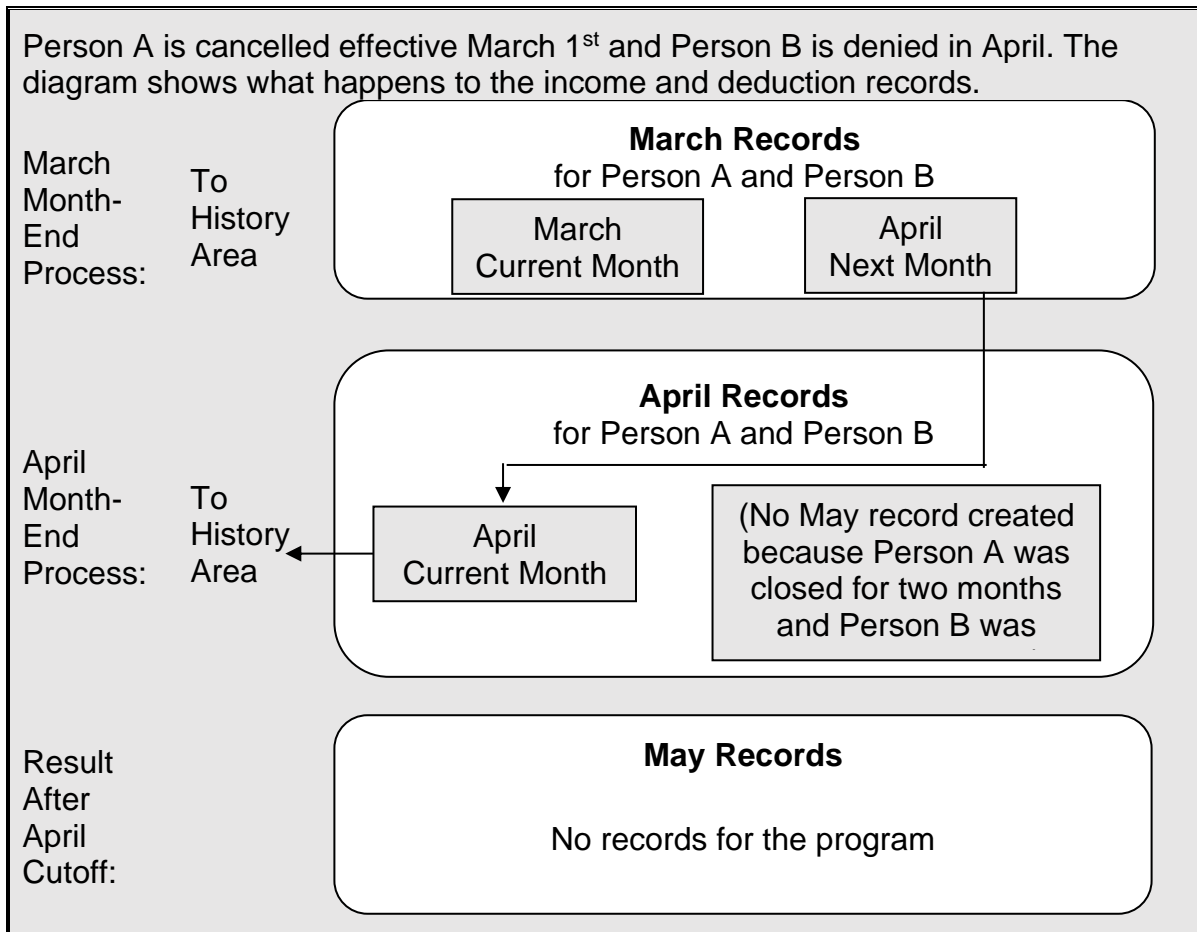 Person A is cancelled effective March 1st and Person B is denied in April. The
diagram shows what happens to the income and deduction records.
March
Month-
End
Process:
To
History
Area
March Records
for Person A and Person B
March
Current Month
April
Next Month
April
Month-
End
Process:
To
History
Area
April Records
for Person A and Person B
April
Current Month
(No May record created
because Person A was
closed for two months
and Person B was
Result
After
April
Cutoff:
May Records
No records for the program